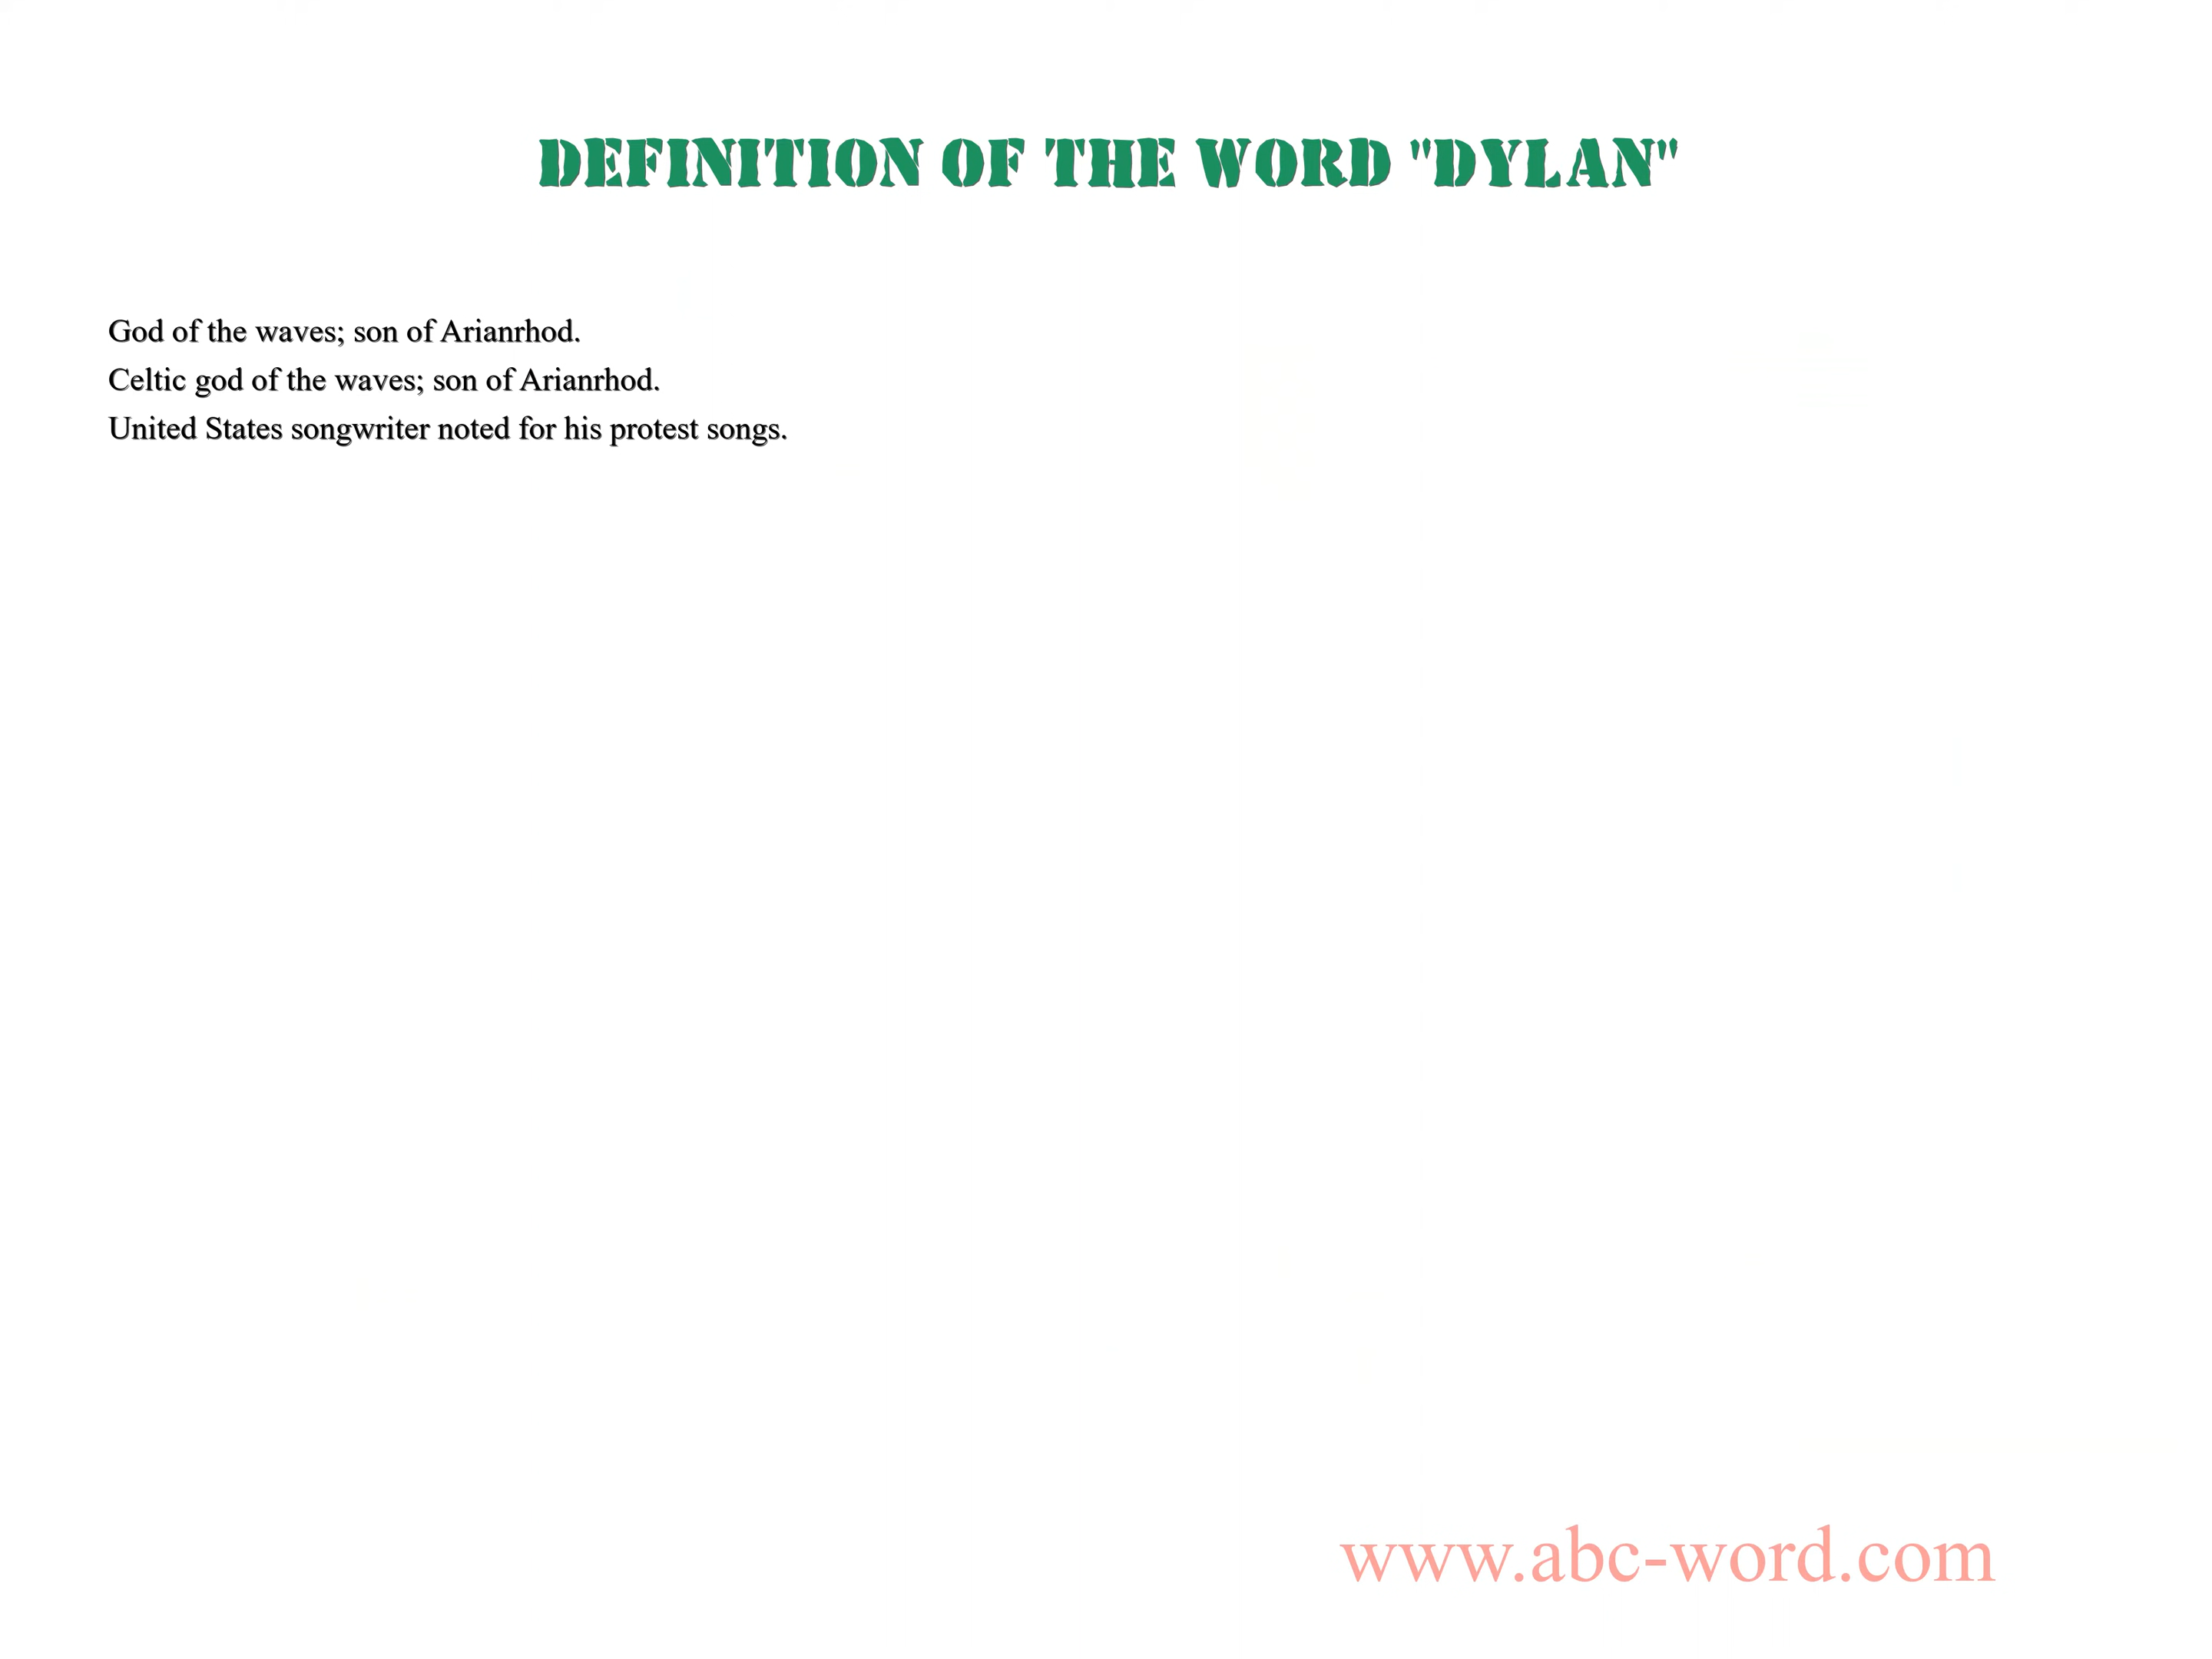 DEFINITION OF THE WORD "DYLAN"
God of the waves; son of Arianrhod.
Celtic god of the waves; son of Arianrhod.
United States songwriter noted for his protest songs.
www.abc-word.com